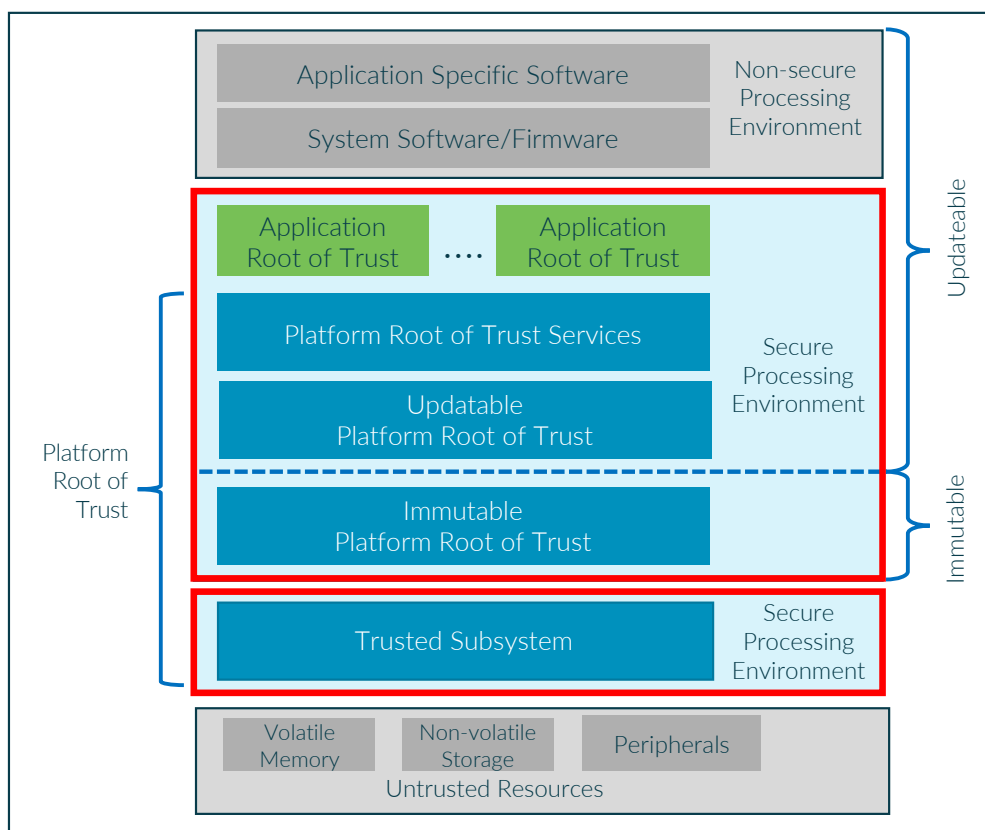 Application Specific Software
System Software/Firmware
Non-secure
Processing
Environment
Updateable
Application
Root of Trust
....
Application
Root of Trust
Platform Root of Trust Services
Updatable
Platform Root of Trust
Secure
Processing
Environment
Platform
Root of
Trust
Immutable
Platform Root of Trust
Immutable
Trusted Subsystem
Secure
Processing
Environment
Volatile
Memory
Non-volatile
Storage
Peripherals
Untrusted Resources